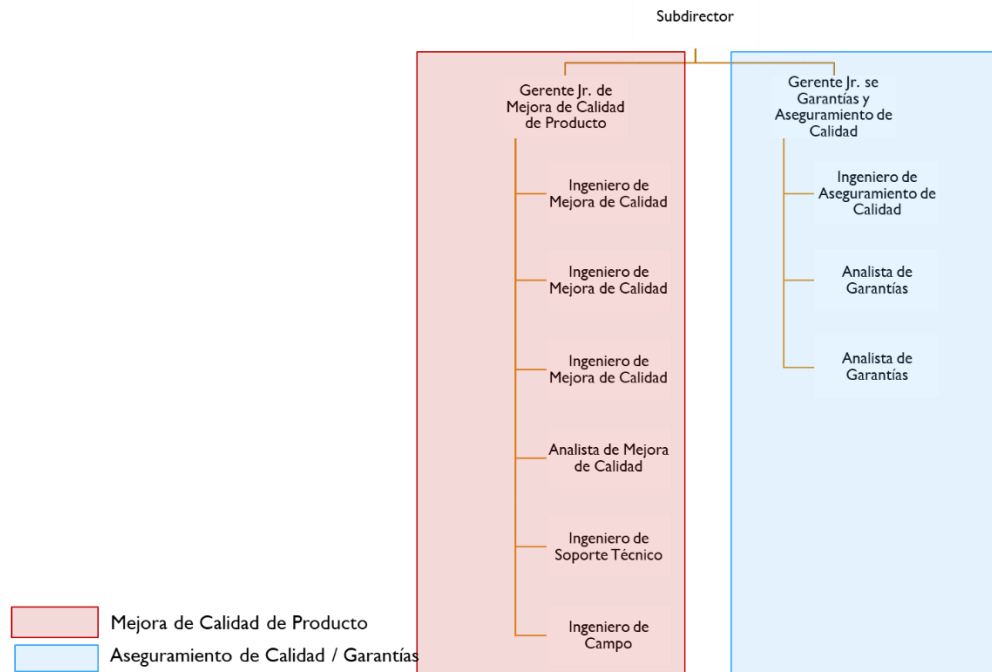 Subdirector
Gerente Jr. de
Mejora de Calidad
de Producto
Ingeniero de
Mejora de Calidad
Ingeniero de
Mejora de Calidad
Ingeniero de
Mejora de Calidad
Analista de Mejora
de Calidad
Ingeniero de
Soporte Técnico
Ingeniero de
Campo
Gerente Jr. se
Garantías y
Aseguramiento de
Calidad
Ingeniero de
Aseguramiento de
Calidad
Analista de
Garantías
Analista de
Garantías
Mejora de Calidad de Producto
Aseguramiento de Calidad / Garantías